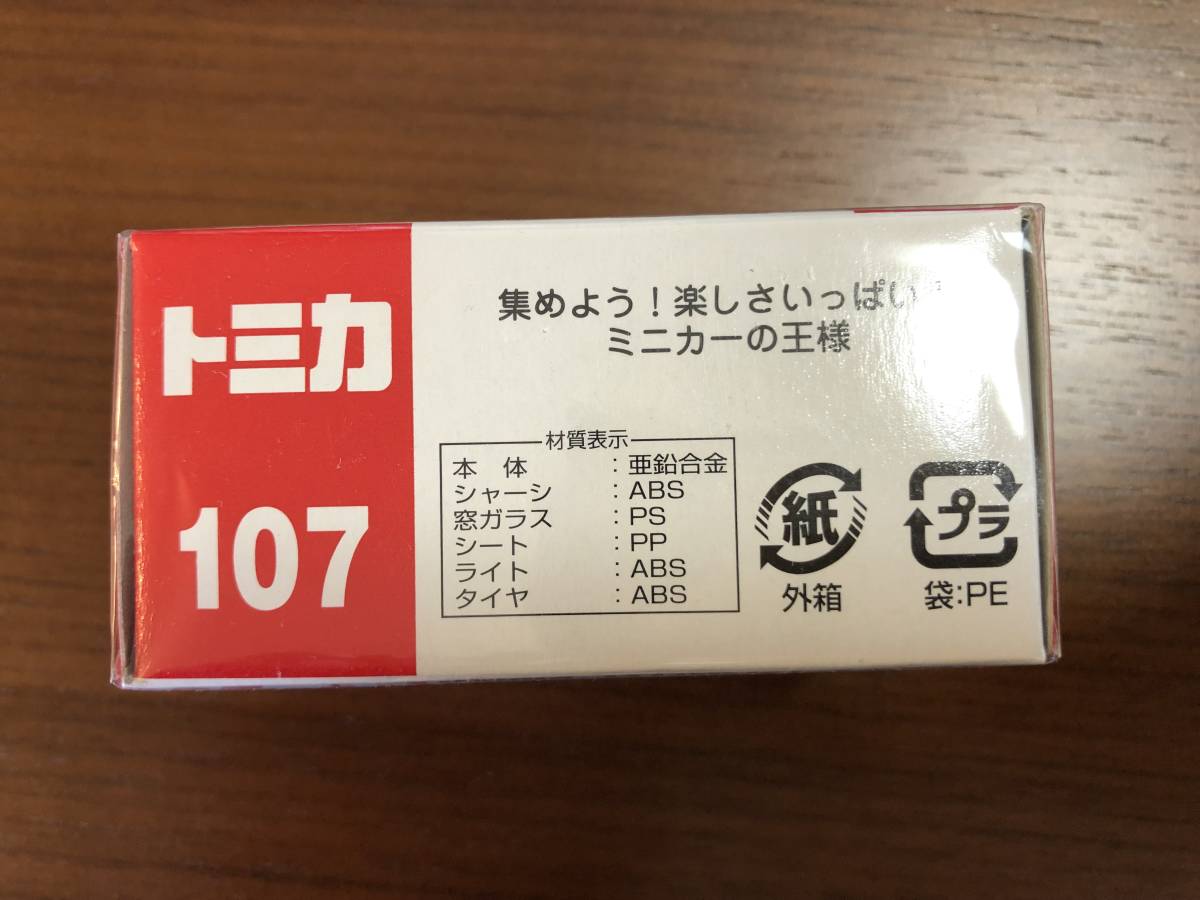 トミカ
107
集めよう！楽しさいっぱい
ミニカーの王様
材質表示
本体 : 亜鉛合金
シャーシ : ABS
窓ガラス : PS
シート : PP
ライト : ABS
タイヤ : ABS
紙
外箱
プラ
袋:PE